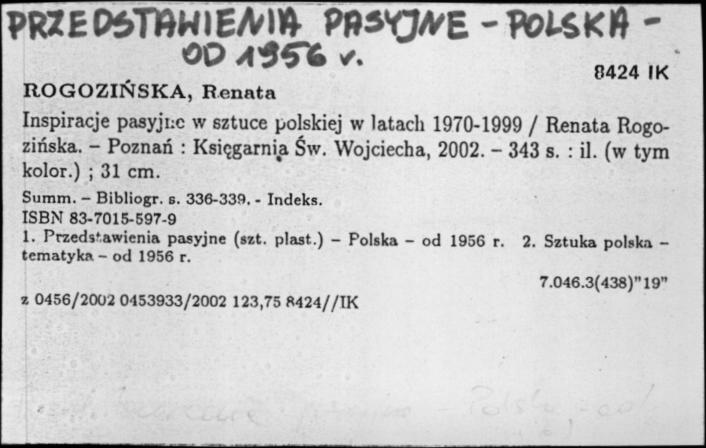 PRZEDSTAWIENIA PASYJNE - POLSKA -
OD 1956 r.
8424 IK
ROGOZIŃSKA, Renata
Inspiracje pasyjne w sztuce polskiej w latach 1970-1999 / Renata Rogo-
zińska. – Poznań : Księgarnia Św. Wojciecha, 2002. – 343 s. : il. (w tym
kolor.) ; 31 cm.
Summ. – Bibliogr. s. 336-339. - Indeks.
ISBN 83-7015-597-9
1. Przedstawienia pasyjne (szt. plast.) – Polska – od 1956 r. 2. Sztuka polska –
tematyka – od 1956 r.
7.046.3(438)"19"
z 0456/2002 0453933/2002 123,75 8424//IK